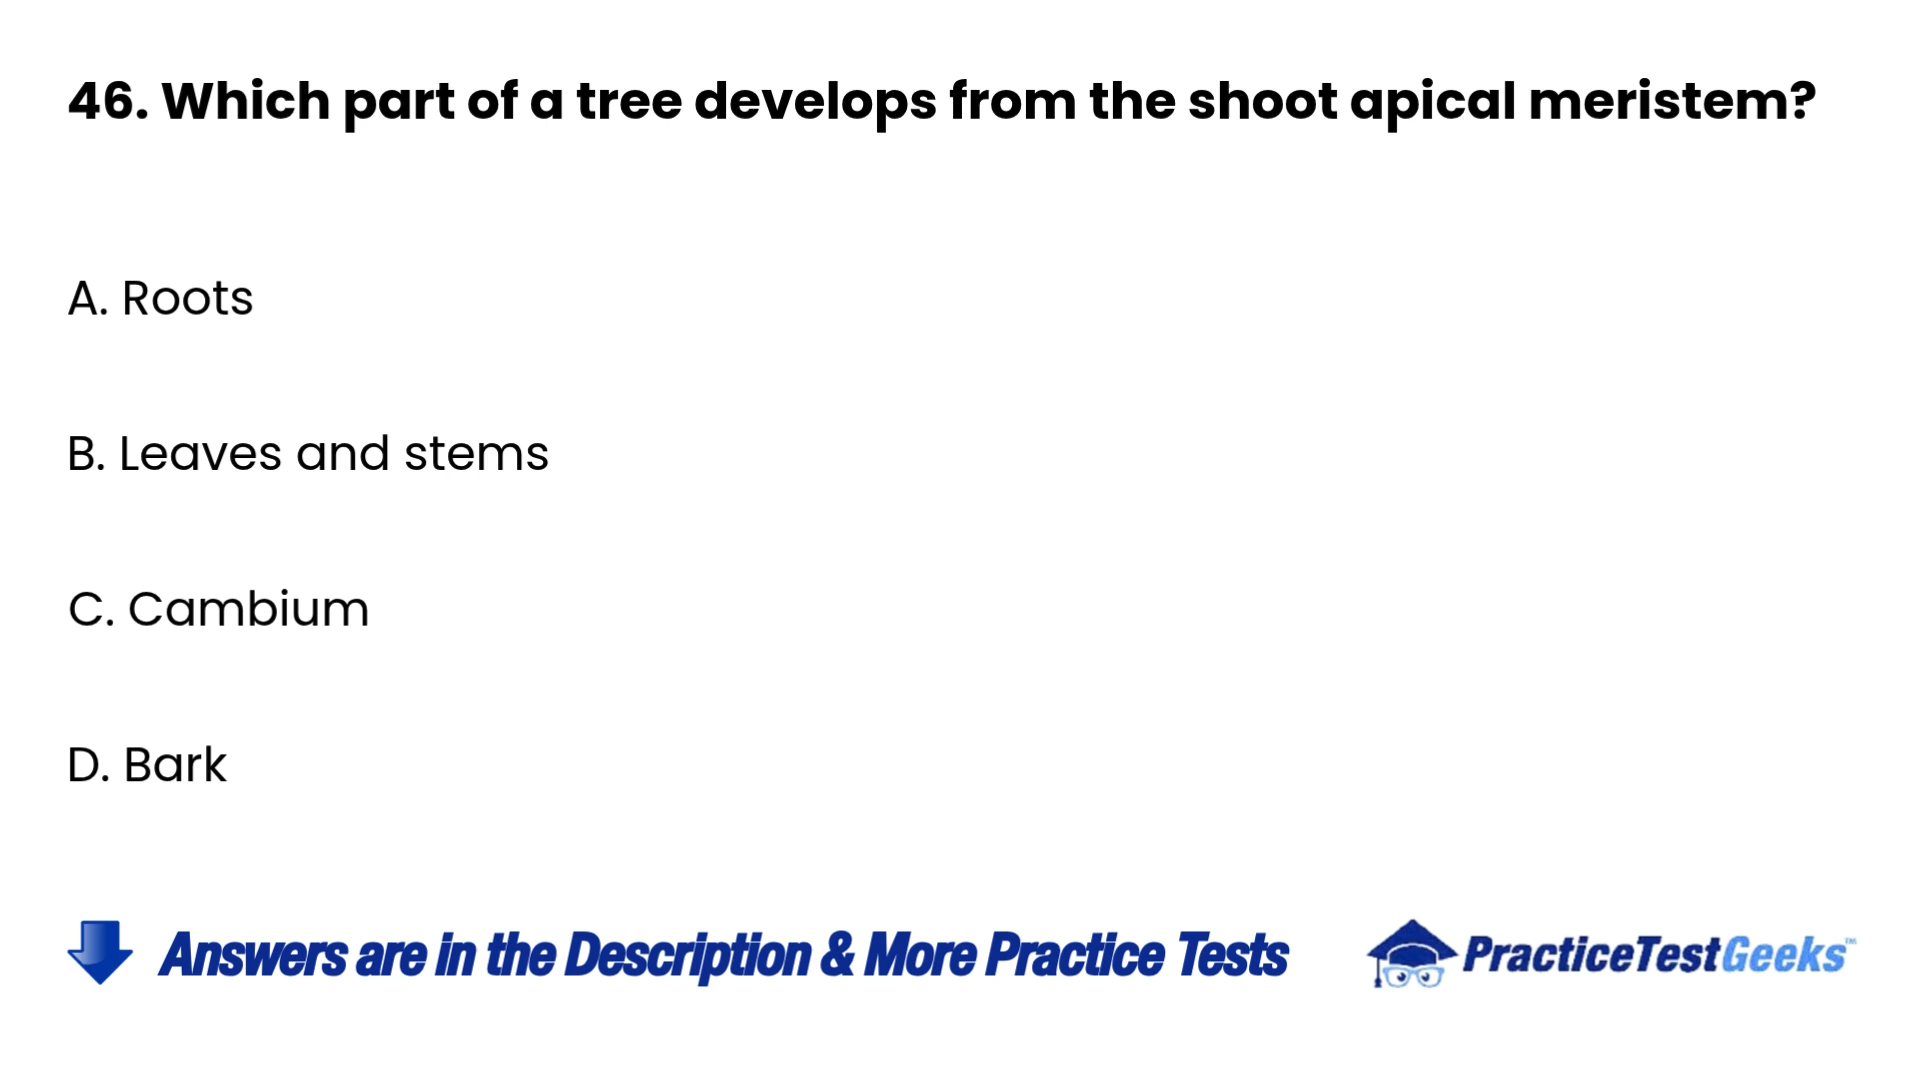 46. Which part of a tree develops from the shoot apical meristem?
A. Roots
B. Leaves and stems
C. Cambium
D. Bark
Answers are in the Description & More Practice Tests
PracticeTestGeeks™